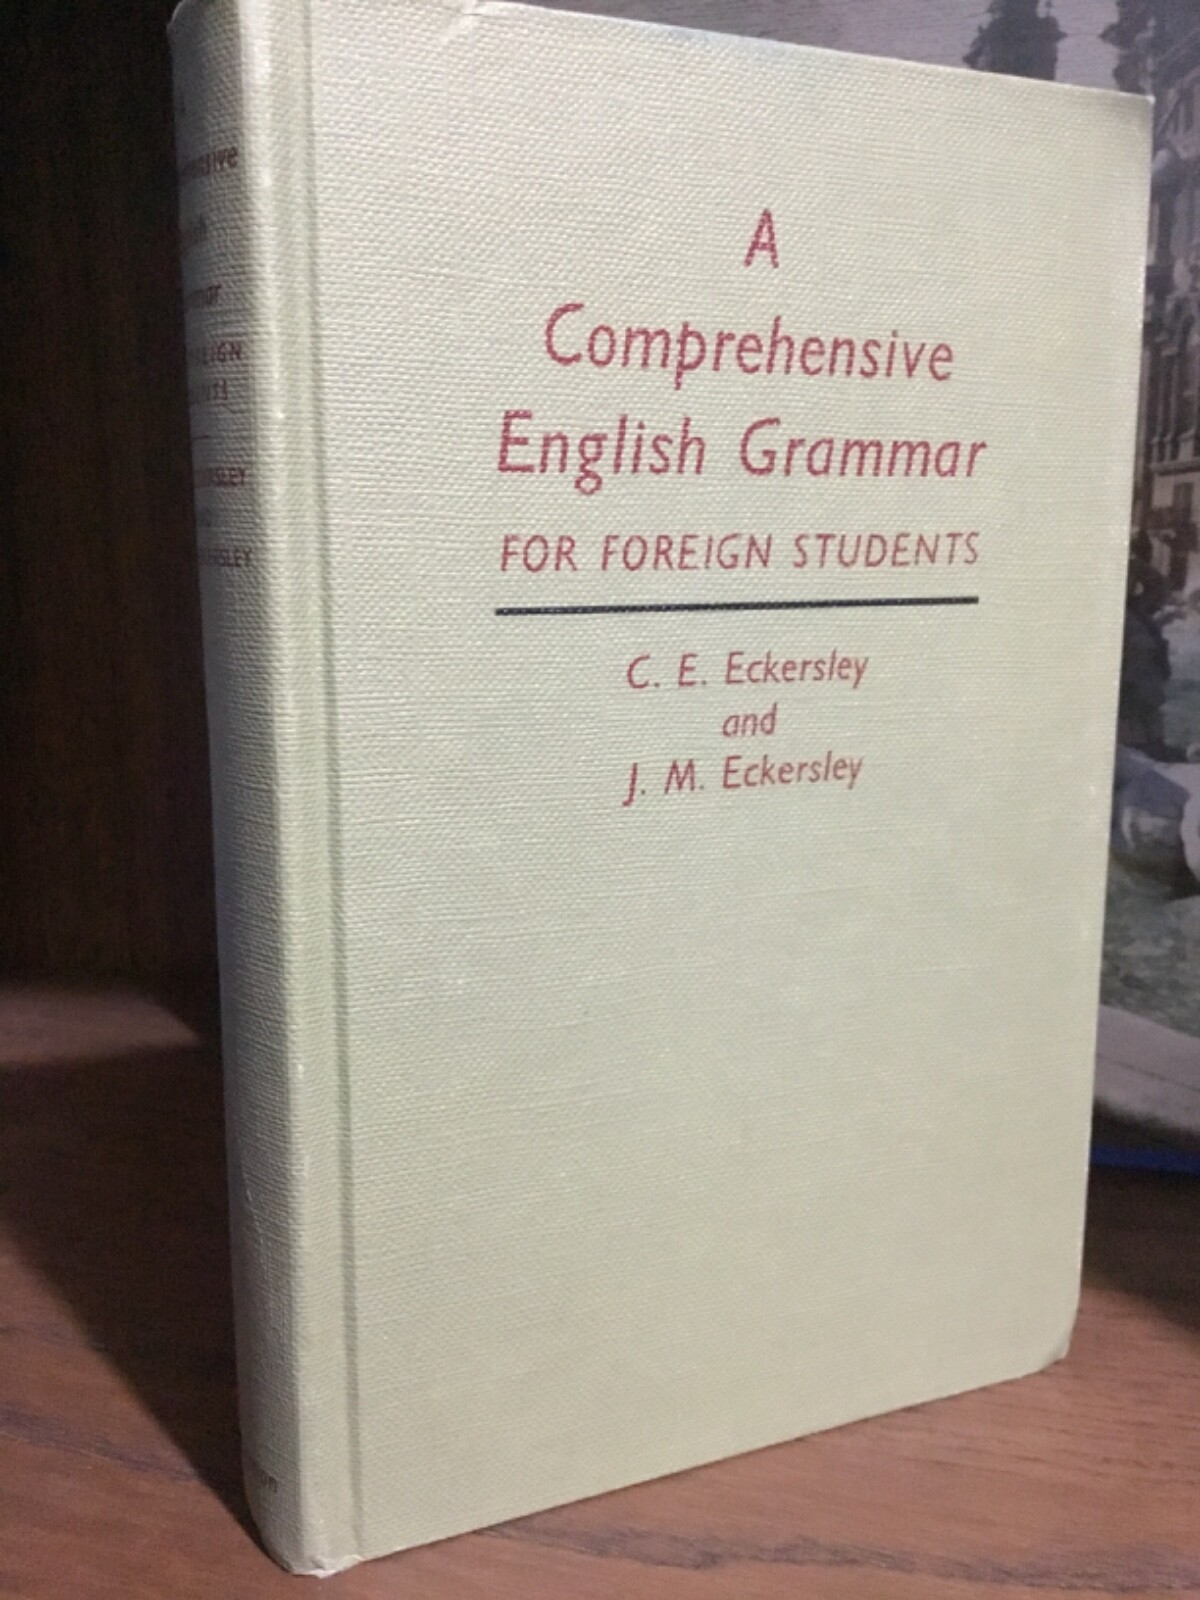 A
Comprehensive
English Grammar
FOR FOREIGN STUDENTS
C. E. Eckersley
and
J. M. Eckersley